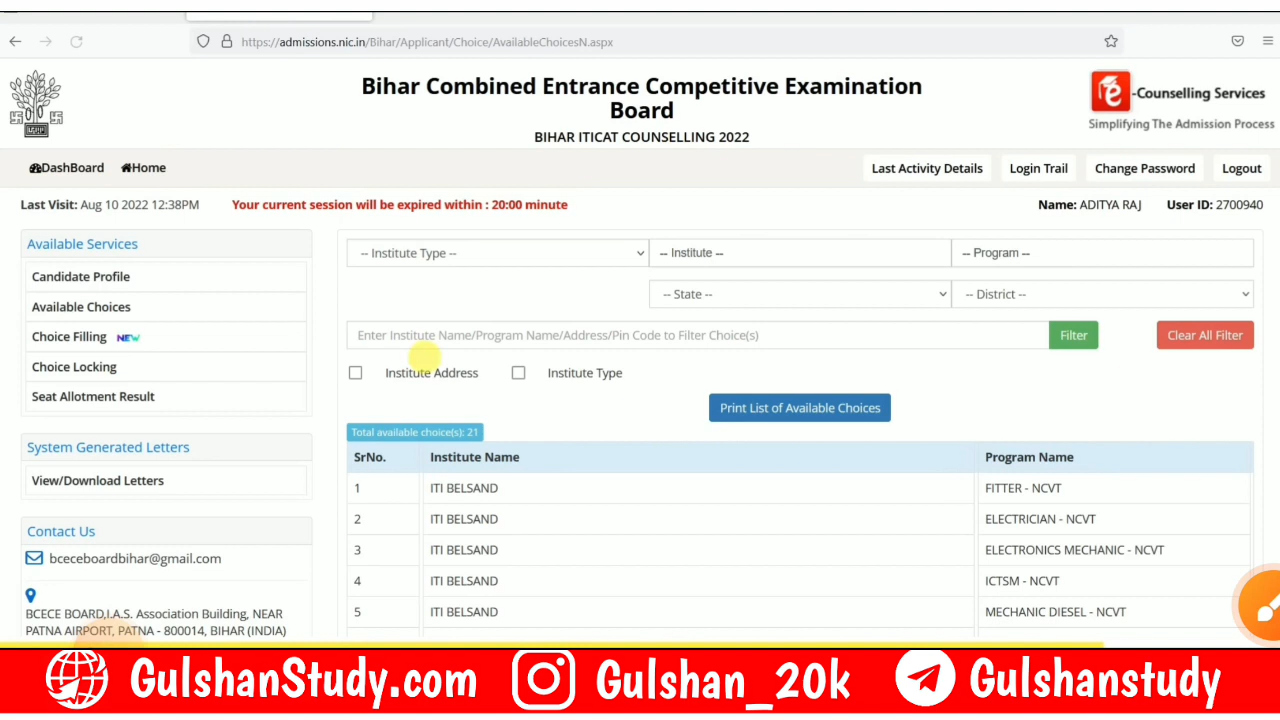 https://admissions.nic.in/Bihar/Applicant/Choice/AvailableChoicesN.aspx
Bihar Combined Entrance Competitive Examination
Board
BIHAR ITICAT COUNSELLING 2022
e-Counselling Services
Simplifying The Admission Process
DashBoard Home Last Activity Details Login Trail Change Password Logout
Last Visit: Aug 10 2022 12:38PM Your current session will be expired within : 20:00 minute Name: ADITYA RAJ User ID: 2700940
Available Services
Candidate Profile
Available Choices
Choice Filling NEW
Choice Locking
Seat Allotment Result
System Generated Letters
View/Download Letters
Contact Us
bceceboardbihar@gmail.com
BCECE BOARD,I.A.S. Association Building, NEAR
PATNA AIRPORT, PATNA - 800014, BIHAR (INDIA)
-- Institute Type -- -- Institute -- -- Program --
-- State -- -- District --
Enter Institute Name/Program Name/Address/Pin Code to Filter Choice(s) Filter Clear All Filter
Institute Address Institute Type
Print List of Available Choices
Total available choice(s): 21
SrNo. Institute Name Program Name
1 ITI BELSAND FITTER - NCVT
2 ITI BELSAND ELECTRICIAN - NCVT
3 ITI BELSAND ELECTRONICS MECHANIC - NCVT
4 ITI BELSAND ICTSM - NCVT
5 ITI BELSAND MECHANIC DIESEL - NCVT
GulshanStudy.com Gulshan_20k Gulshanstudy